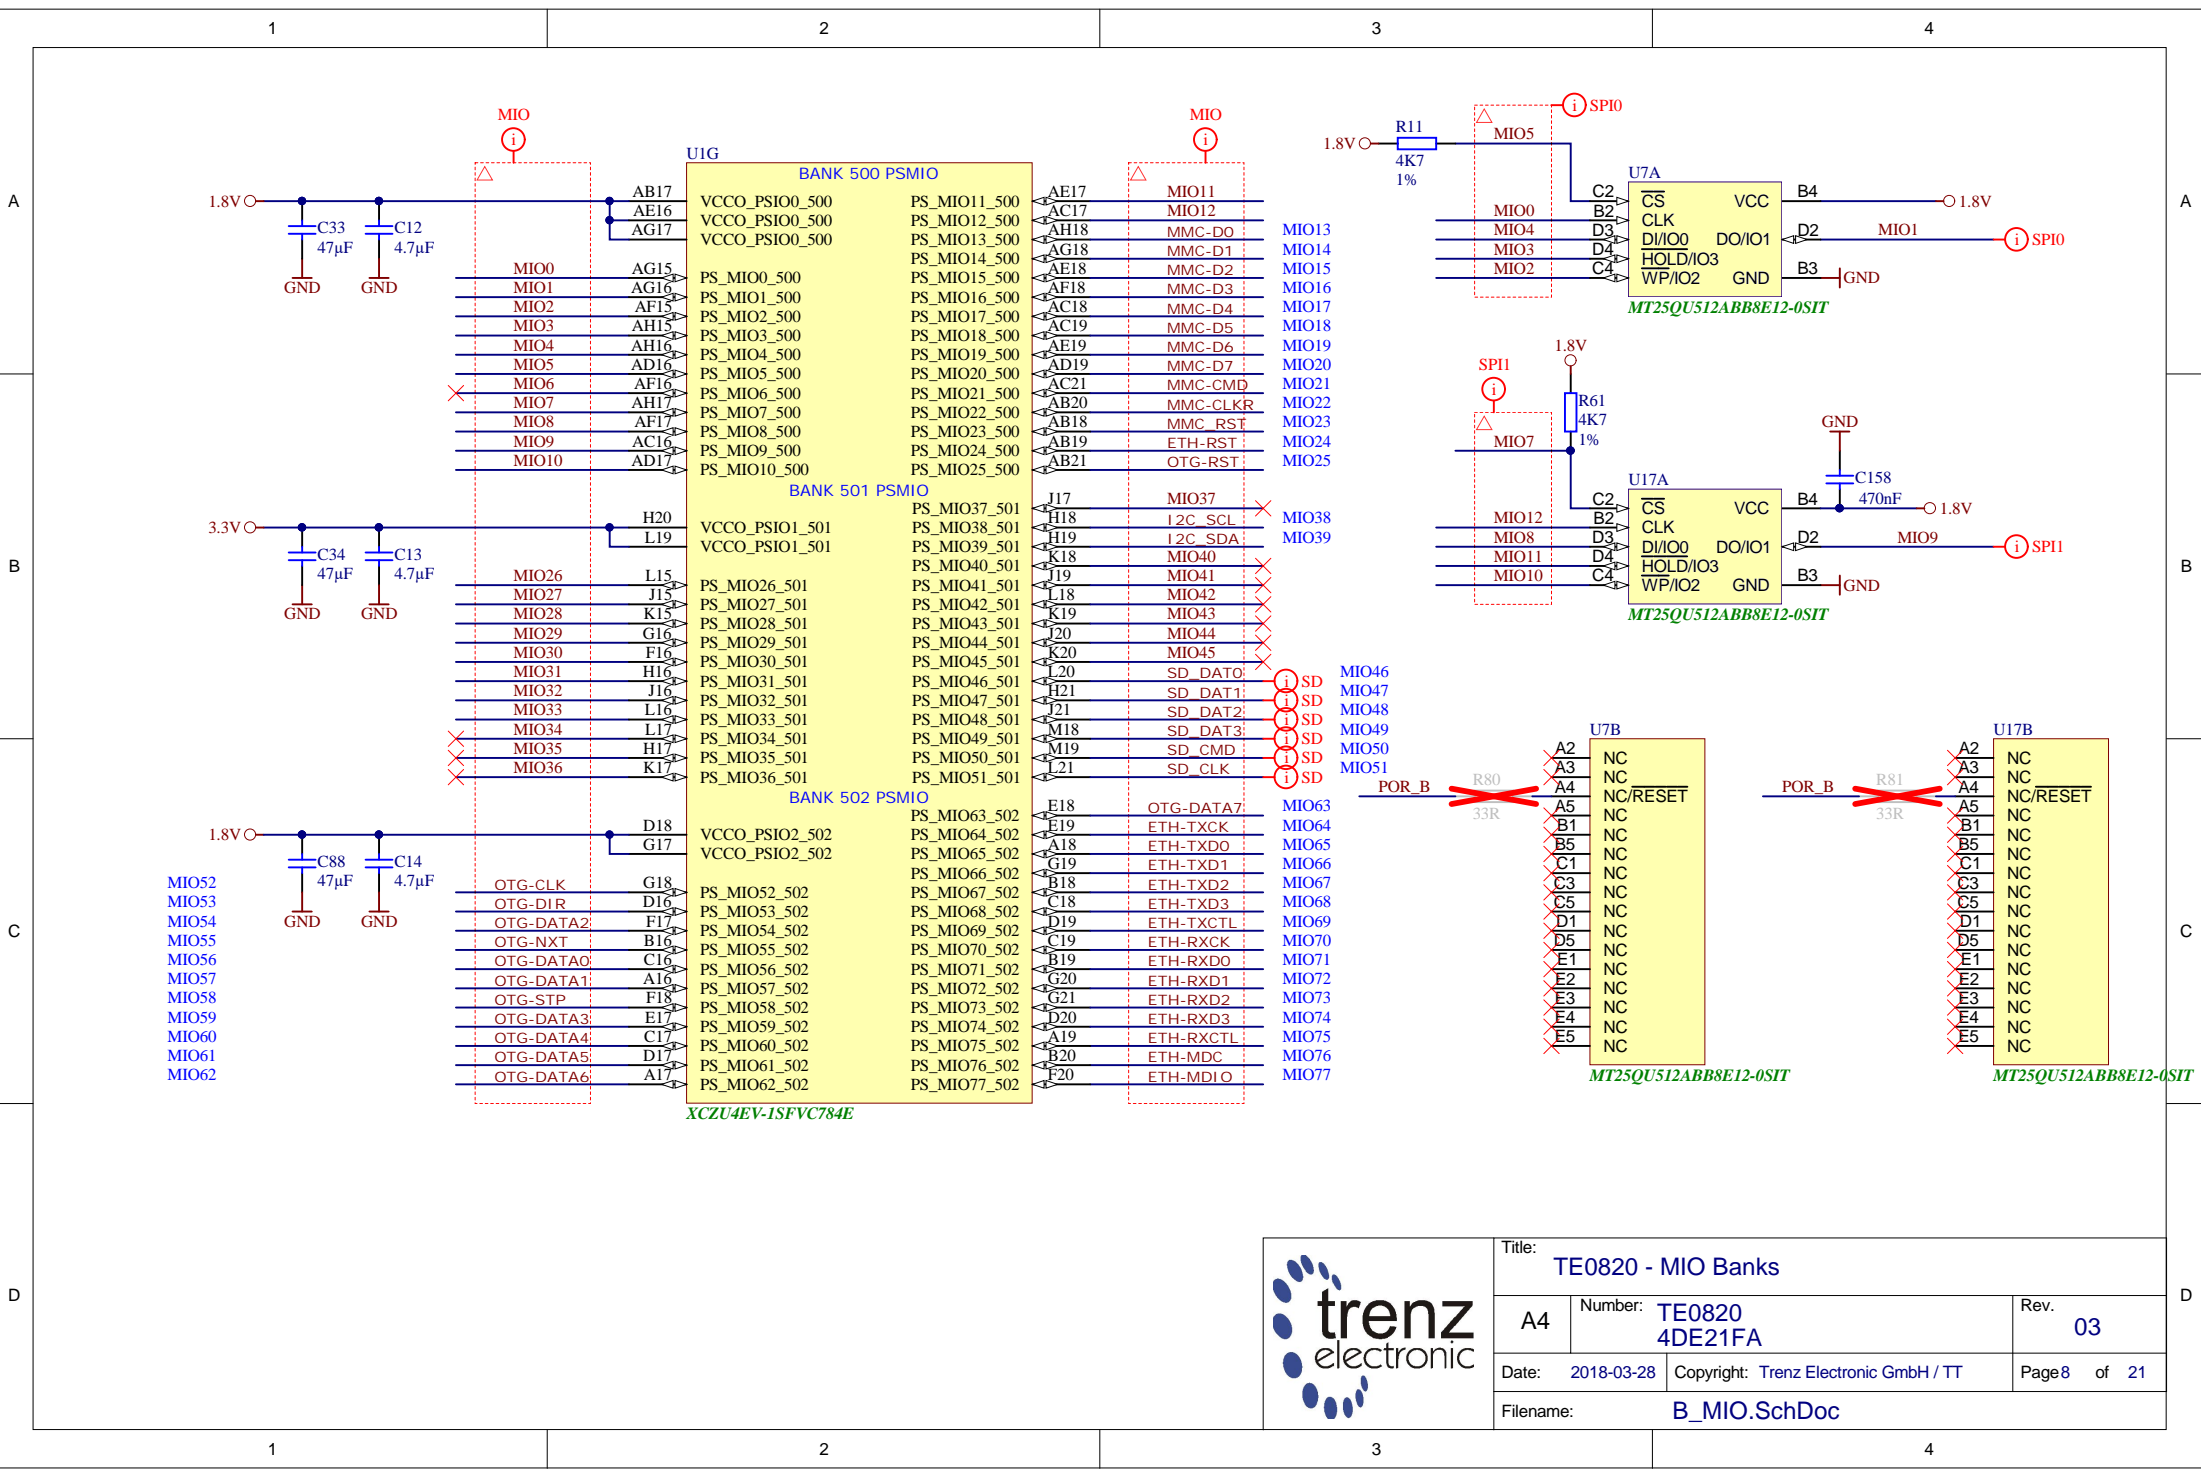 1 2 3 4
A A
B B
C C
D D
MIO
i
U1G
BANK 500 PSMIO
1.8V
C33
47µF
GND
C12
4.7µF
GND
AB17 VCCO_PSIO0_500
AE16 VCCO_PSIO0_500
AG17 VCCO_PSIO0_500
MIO0 AG15 PS_MIO0_500
MIO1 AG16 PS_MIO1_500
MIO2 AF15 PS_MIO2_500
MIO3 AH15 PS_MIO3_500
MIO4 AH16 PS_MIO4_500
MIO5 AD16 PS_MIO5_500
MIO6 AF16 PS_MIO6_500
MIO7 AH17 PS_MIO7_500
MIO8 AF17 PS_MIO8_500
MIO9 AC16 PS_MIO9_500
MIO10 AD17 PS_MIO10_500
MIO
i
PS_MIO11_500 AE17 MIO11
PS_MIO12_500 AC17 MIO12
PS_MIO13_500 AH18 MMC-D0 MIO13
PS_MIO14_500 AG18 MMC-D1 MIO14
PS_MIO15_500 AE18 MMC-D2 MIO15
PS_MIO16_500 AF18 MMC-D3 MIO16
PS_MIO17_500 AC18 MMC-D4 MIO17
PS_MIO18_500 AC19 MMC-D5 MIO18
PS_MIO19_500 AE19 MMC-D6 MIO19
PS_MIO20_500 AD19 MMC-D7 MIO20
PS_MIO21_500 AC21 MMC-CMD MIO21
PS_MIO22_500 AB20 MMC-CLKR MIO22
PS_MIO23_500 AB18 MMC_RST MIO23
PS_MIO24_500 AB19 ETH-RST MIO24
PS_MIO25_500 AB21 OTG-RST MIO25
BANK 501 PSMIO
3.3V
C34
47µF
GND
C13
4.7µF
GND
H20 VCCO_PSIO1_501
L19 VCCO_PSIO1_501
MIO26 L15 PS_MIO26_501
MIO27 J15 PS_MIO27_501
MIO28 K15 PS_MIO28_501
MIO29 G16 PS_MIO29_501
MIO30 F16 PS_MIO30_501
MIO31 H16 PS_MIO31_501
MIO32 J16 PS_MIO32_501
MIO33 L16 PS_MIO33_501
MIO34 L17 PS_MIO34_501
MIO35 H17 PS_MIO35_501
MIO36 K17 PS_MIO36_501
PS_MIO37_501 J17 MIO37
PS_MIO38_501 H18 I2C_SCL MIO38
PS_MIO39_501 H19 I2C_SDA MIO39
PS_MIO40_501 K18 MIO40
PS_MIO41_501 J19 MIO41
PS_MIO42_501 L18 MIO42
PS_MIO43_501 K19 MIO43
PS_MIO44_501 J20 MIO44
PS_MIO45_501 K20 MIO45
PS_MIO46_501 L20 SD_DAT0 i SD MIO46
PS_MIO47_501 H21 SD_DAT1 i SD MIO47
PS_MIO48_501 J21 SD_DAT2 i SD MIO48
PS_MIO49_501 M18 SD_DAT3 i SD MIO49
PS_MIO50_501 M19 SD_CMD i SD MIO50
PS_MIO51_501 L21 SD_CLK i SD MIO51
BANK 502 PSMIO
1.8V
C88
47µF
GND
C14
4.7µF
GND
D18 VCCO_PSIO2_502
G17 VCCO_PSIO2_502
MIO52 OTG-CLK G18 PS_MIO52_502
MIO53 OTG-DIR D16 PS_MIO53_502
MIO54 OTG-DATA2 F17 PS_MIO54_502
MIO55 OTG-NXT B16 PS_MIO55_502
MIO56 OTG-DATA0 C16 PS_MIO56_502
MIO57 OTG-DATA1 A16 PS_MIO57_502
MIO58 OTG-STP F18 PS_MIO58_502
MIO59 OTG-DATA3 E17 PS_MIO59_502
MIO60 OTG-DATA4 C17 PS_MIO60_502
MIO61 OTG-DATA5 D17 PS_MIO61_502
MIO62 OTG-DATA6 A17 PS_MIO62_502
PS_MIO63_502 E18 OTG-DATA7 MIO63
PS_MIO64_502 E19 ETH-TXCK MIO64
PS_MIO65_502 A18 ETH-TXD0 MIO65
PS_MIO66_502 G19 ETH-TXD1 MIO66
PS_MIO67_502 B18 ETH-TXD2 MIO67
PS_MIO68_502 C18 ETH-TXD3 MIO68
PS_MIO69_502 D19 ETH-TXCTL MIO69
PS_MIO70_502 C19 ETH-RXCK MIO70
PS_MIO71_502 B19 ETH-RXD0 MIO71
PS_MIO72_502 G20 ETH-RXD1 MIO72
PS_MIO73_502 G21 ETH-RXD2 MIO73
PS_MIO74_502 D20 ETH-RXD3 MIO74
PS_MIO75_502 A19 ETH-RXCTL MIO75
PS_MIO76_502 B20 ETH-MDC MIO76
PS_MIO77_502 F20 ETH-MDIO MIO77
XCZU4EV-1SFVC784E
i SPI0
1.8V R11 MIO5
4K7
1%
U7A
C2 CS VCC B4 1.8V
MIO0 B2 CLK
MIO4 D3 DI/IO0 DO/IO1 D2 MIO1 i SPI0
MIO3 D4 HOLD/IO3
MIO2 C4 WP/IO2 GND B3 GND
MT25QU512ABB8E12-0SIT
1.8V
SPI1
i
R61
4K7
1%
MIO7
GND
C158
470nF
U17A
C2 CS VCC B4 1.8V
MIO12 B2 CLK
MIO8 D3 DI/IO0 DO/IO1 D2 MIO9 i SPI1
MIO11 D4 HOLD/IO3
MIO10 C4 WP/IO2 GND B3 GND
MT25QU512ABB8E12-0SIT
U7B
A2 NC
A3 NC
POR_B R80 A4 NC/RESET
33R
A5 NC
B1 NC
B5 NC
C1 NC
C3 NC
C5 NC
D1 NC
D5 NC
E1 NC
E2 NC
E3 NC
E4 NC
E5 NC
MT25QU512ABB8E12-0SIT
U17B
A2 NC
A3 NC
POR_B R81 A4 NC/RESET
33R
A5 NC
B1 NC
B5 NC
C1 NC
C3 NC
C5 NC
D1 NC
D5 NC
E1 NC
E2 NC
E3 NC
E4 NC
E5 NC
MT25QU512ABB8E12-0SIT
trenz
electronic
Title:
TE0820 - MIO Banks
A4 Number: TE0820
4DE21FA
Rev.
03
Date: 2018-03-28 Copyright: Trenz Electronic GmbH / TT Page 8 of 21
Filename: B_MIO.SchDoc
1 2 3 4